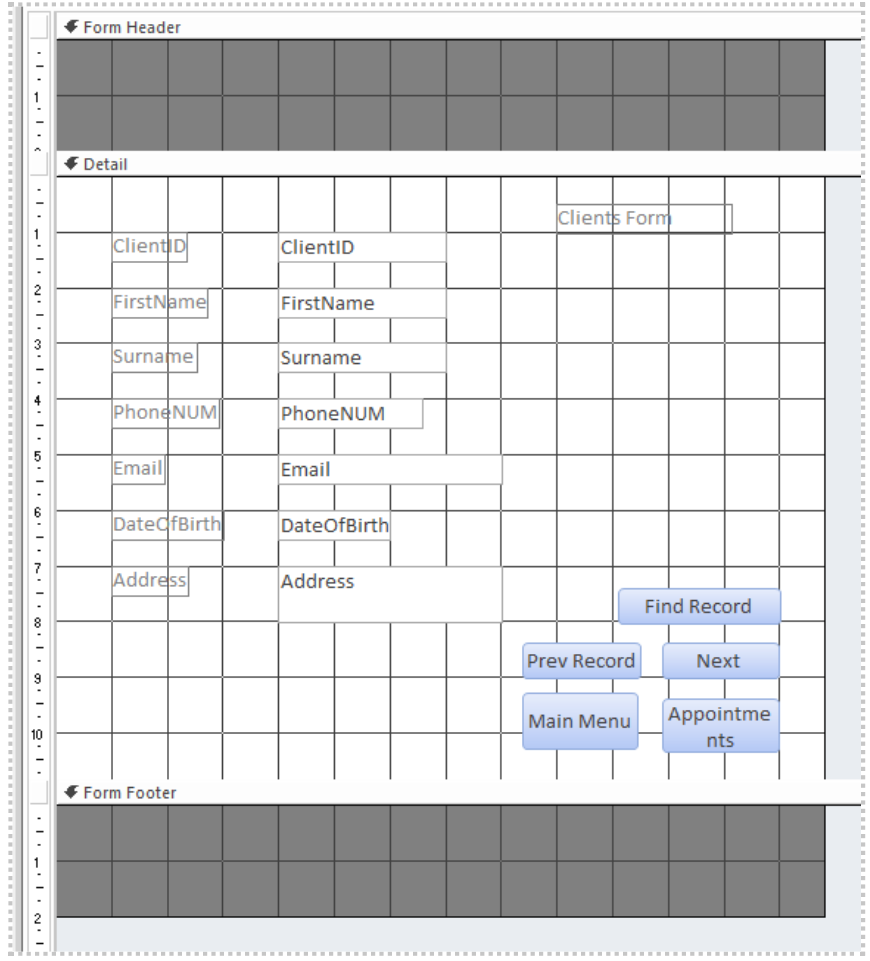 Form Header
1
Detail
Clients Form
1
ClientID ClientID
2
FirstName FirstName
3
Surname Surname
4
PhoneNUM PhoneNUM
5
Email Email
6
DateOfBirth DateOfBirth
7
Address Address
Find Record
8
Prev Record Next
9
Main Menu Appointme
nts
10
Form Footer
1
2